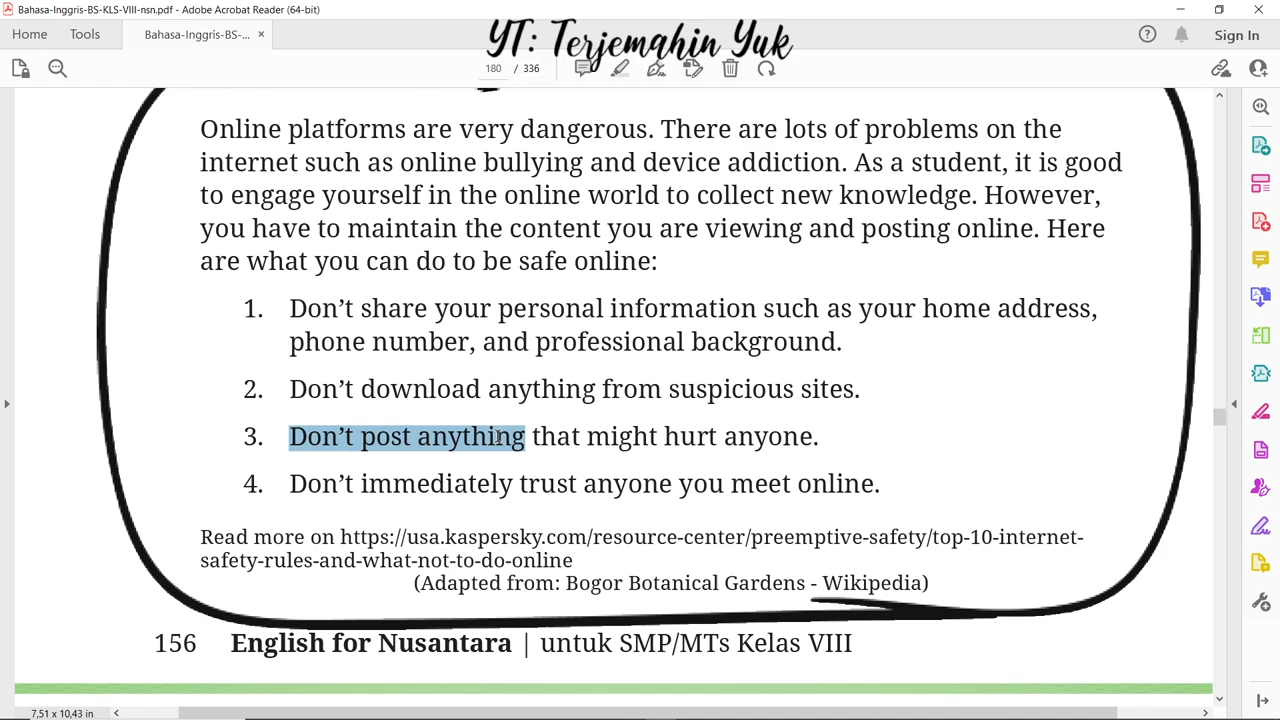 Bahasa-Inggris-BS-KLS-VIII-nsn.pdf - Adobe Acrobat Reader (64-bit)
Home Tools Bahasa-Inggris-BS-... × Sign In
YT: Terjemahin Yuk
180 / 336
Online platforms are very dangerous. There are lots of problems on the
internet such as online bullying and device addiction. As a student, it is good
to engage yourself in the online world to collect new knowledge. However,
you have to maintain the content you are viewing and posting online. Here
are what you can do to be safe online:
1. Don’t share your personal information such as your home address,
phone number, and professional background.
2. Don’t download anything from suspicious sites.
3. Don’t post anything that might hurt anyone.
4. Don’t immediately trust anyone you meet online.
Read more on https://usa.kaspersky.com/resource-center/preemptive-safety/top-10-internet-
safety-rules-and-what-not-to-do-online
(Adapted from: Bogor Botanical Gardens - Wikipedia)
156 English for Nusantara | untuk SMP/MTs Kelas VIII
7,51 x 10,43 in